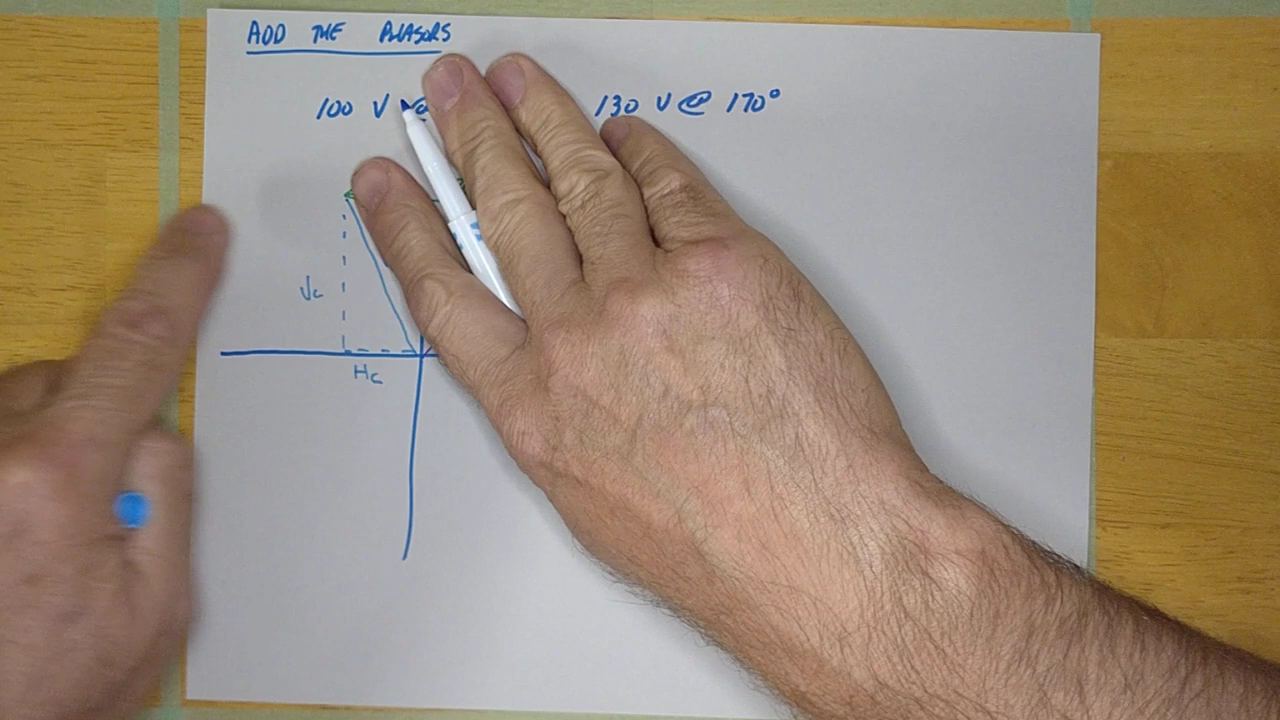 ADD THE PHASORS
100 V @ 130 V @ 170°
Vc
Hc